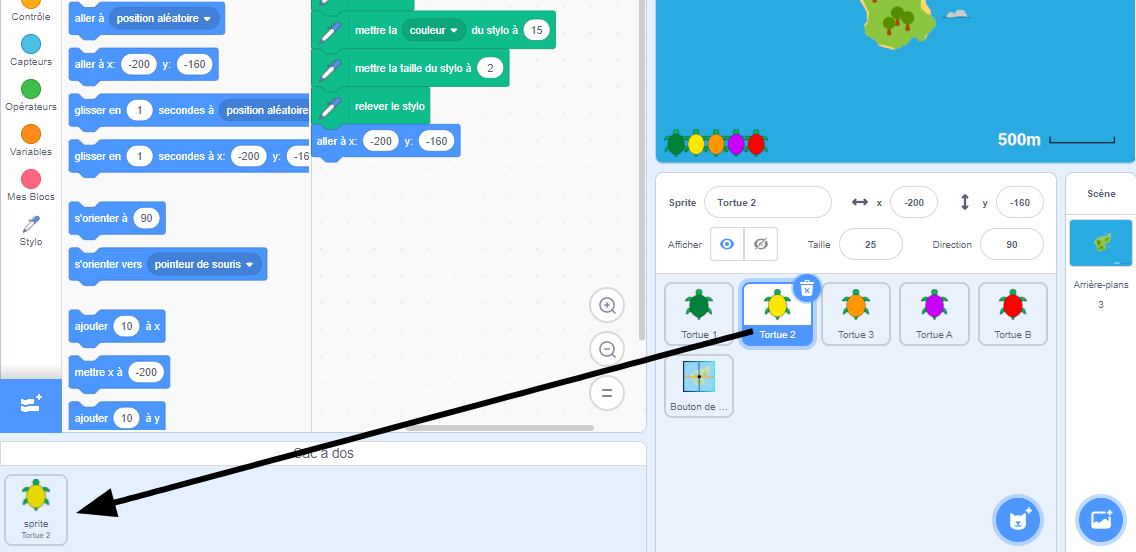 Contrôle
Capteurs
Opérateurs
Variables
Mes Blocs
Stylo
aller à position aléatoire
aller à x: -200 y: -160
glisser en 1 secondes à position aléatoire
glisser en 1 secondes à x: -200 y: -16
s'orienter à 90
s'orienter vers pointeur de souris
ajouter 10 à x
mettre x à -200
ajouter 10 à y
mettre la couleur du stylo à 15
mettre la taille du stylo à 2
relever le stylo
aller à x: -200 y: -160
500m
Sprite Tortue 2 x -200 y -160
Afficher Taille 25 Direction 90
Tortue 1
Tortue 2
Tortue 3
Tortue A
Tortue B
Bouton de ...
Scène
Arrière-plans
3
Sac à dos
sprite
Tortue 2